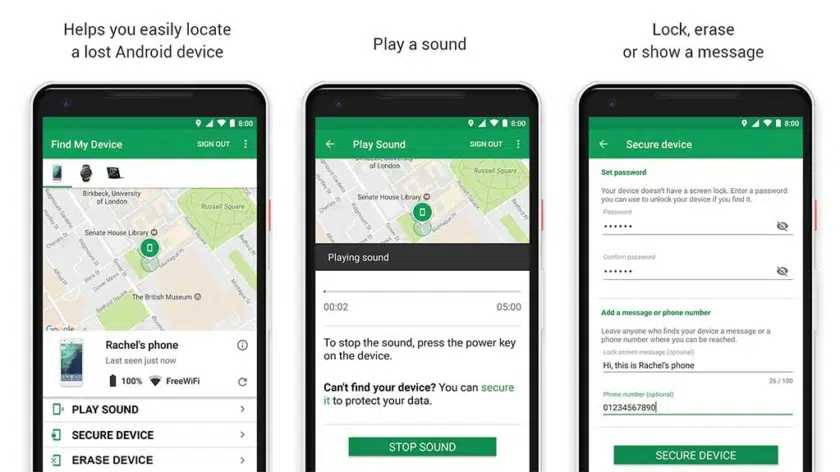 Helps you easily locate
a lost Android device
8:00
Find My Device
SIGN OUT
Birkbeck, University
of London
Russell Square
Senate House Library
Montague Pl
The British Museum
Google
Rachel's phone
Last seen just now
100%
FreeWiFi
PLAY SOUND
SECURE DEVICE
ERASE DEVICE
Play a sound
8:00
Play Sound
SIGN OUT
Birkbeck, University
of London
Russell Square
Senate House Library
Playing sound
00:02
05:00
To stop the sound, press the power key
on the device.
Can't find your device? You can secure
it to protect your data.
STOP SOUND
Lock, erase
or show a message
8:00
Secure device
Set password
Your device doesn't have a screen lock. Enter a password
you can use to unlock your device if you find it.
Password
••••••
Confirm password
••••••
Add a message or phone number
Leave anyone who finds your device a message or a
phone number where you can be reached.
Lock screen message (optional)
Hi, this is Rachel's phone
26 / 100
Phone number (optional)
01234567890
SECURE DEVICE